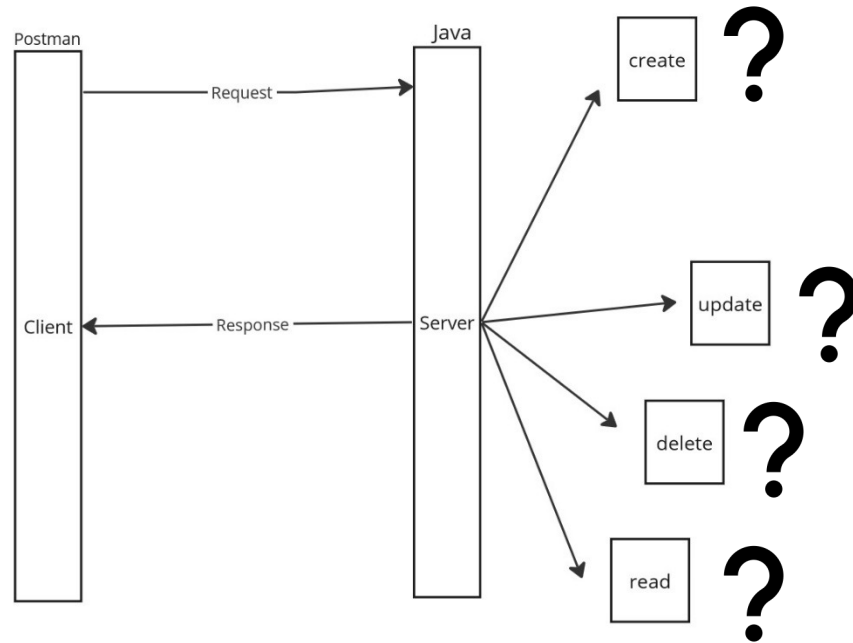 Postman
Java
create ?
Request
update ?
Client
Response
Server
delete ?
read ?